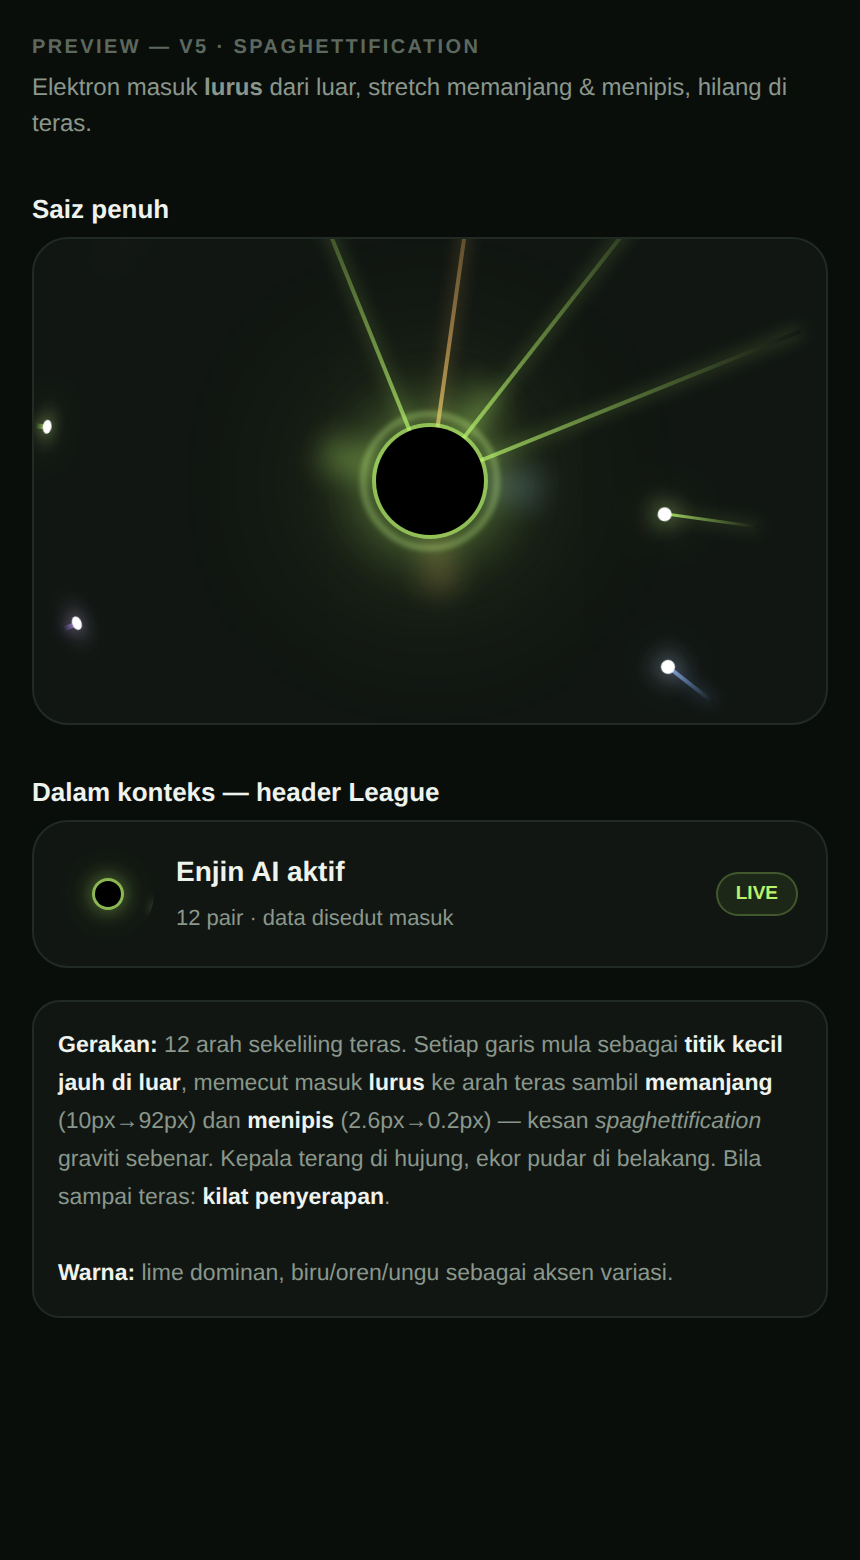 PREVIEW — V5 · SPAGHETTIFICATION
Elektron masuk lurus dari luar, stretch memanjang & menipis, hilang di
teras.
Saiz penuh
Dalam konteks — header League
Enjin AI aktif
12 pair · data disedut masuk
LIVE
Gerakan: 12 arah sekeliling teras. Setiap garis mula sebagai titik kecil
jauh di luar, memecut masuk lurus ke arah teras sambil memanjang
(10px→92px) dan menipis (2.6px→0.2px) — kesan spaghettification
graviti sebenar. Kepala terang di hujung, ekor pudar di belakang. Bila
sampai teras: kilat penyerapan.
Warna: lime dominan, biru/oren/ungu sebagai aksen variasi.